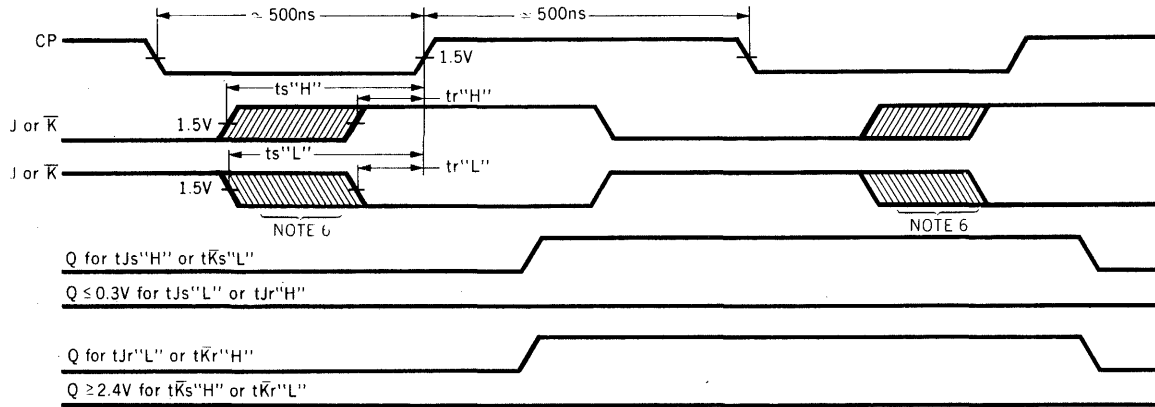 ≃ 500ns
≃ 500ns
CP
1.5V
ts"H"
tr"H"
J or K̅
1.5V
ts"L"
tr"L"
J or K̅
1.5V
NOTE 6
NOTE 6
Q for tJs"H" or tK̅s"L"
Q ≤ 0.3V for tJs"L" or tJr"H"
Q for tJr"L" or tK̅r"H"
Q ≥ 2.4V for tK̅s"H" or tK̅r"L"